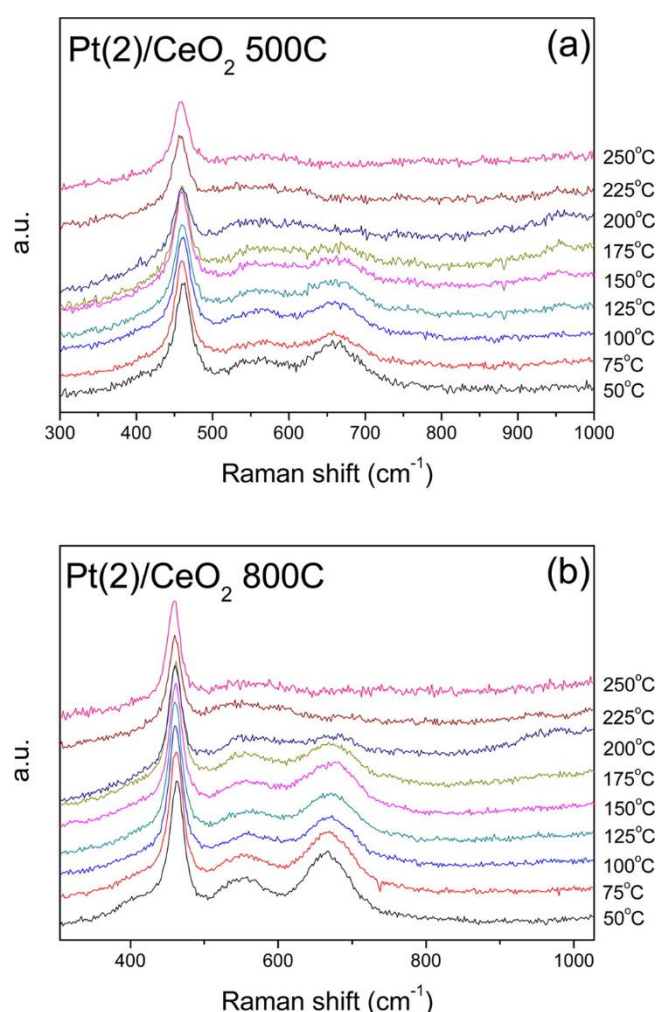 Pt(2)/CeO₂ 500C
(a)
a.u.
250°C
225°C
200°C
175°C
150°C
125°C
100°C
75°C
50°C
300 400 500 600 700 800 900 1000
Raman shift (cm⁻¹)
Pt(2)/CeO₂ 800C
(b)
a.u.
250°C
225°C
200°C
175°C
150°C
125°C
100°C
75°C
50°C
400 600 800 1000
Raman shift (cm⁻¹)